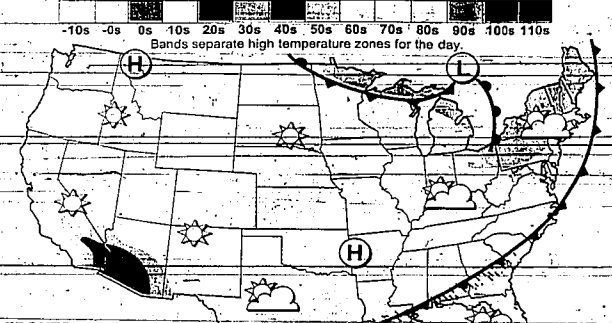 -10s -0s 0s 10s 20s 30s 40s 50s 60s 70s 80s 90s 100s 110s
Bands separate high temperature zones for the day.
H
L
H